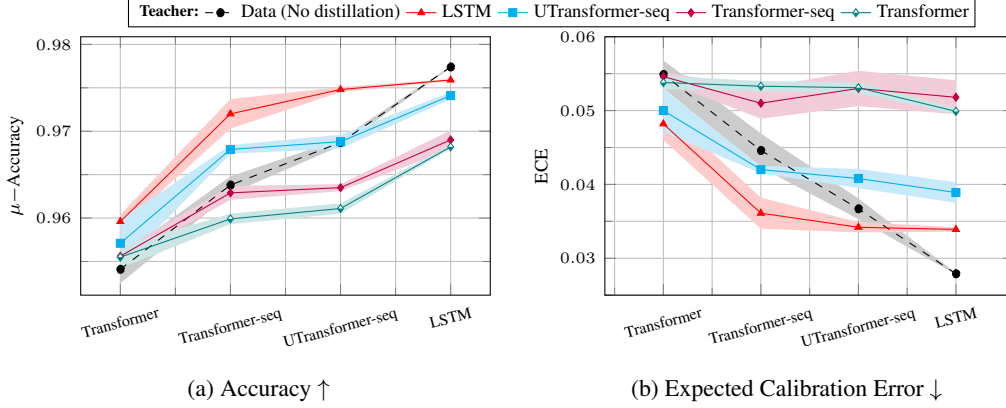 Teacher: Data (No distillation) LSTM UTransformer-seq Transformer-seq Transformer
0.98
0.97
0.96
μ−Accuracy
Transformer
Transformer-seq
UTransformer-seq
LSTM
(a) Accuracy ↑
0.06
0.05
0.04
0.03
ECE
Transformer
Transformer-seq
UTransformer-seq
LSTM
(b) Expected Calibration Error ↓